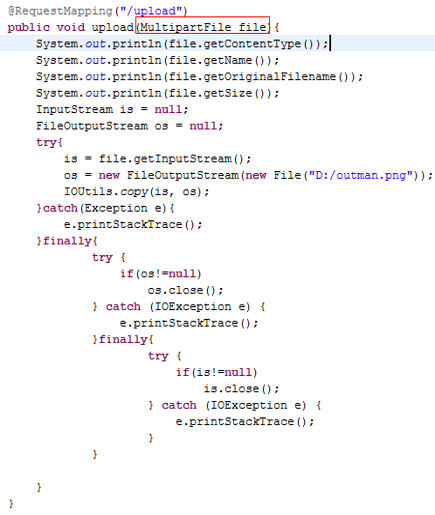 @RequestMapping("/upload")
public void upload(MultipartFile file){
    System.out.println(file.getContentType());
    System.out.println(file.getName());
    System.out.println(file.getOriginalFilename());
    System.out.println(file.getSize());
    InputStream is = null;
    FileOutputStream os = null;
    try{
        is = file.getInputStream();
        os = new FileOutputStream(new File("D:/outman.png"));
        IOUtils.copy(is, os);
    }catch(Exception e){
        e.printStackTrace();
    }finally{
            try {
                if(os!=null)
                    os.close();
            } catch (IOException e) {
                e.printStackTrace();
            }finally{
                    try {
                        if(is!=null)
                            is.close();
                    } catch (IOException e) {
                        e.printStackTrace();
                    }
            }
    }
}